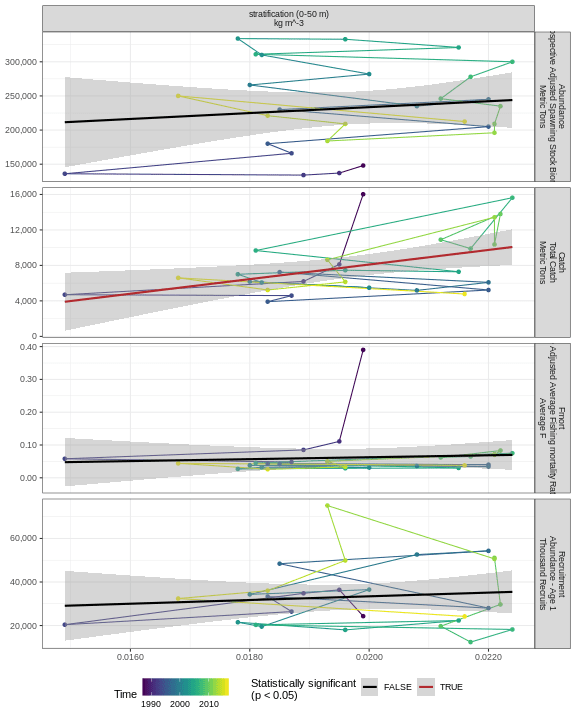 stratification (0-50 m)
kg m^-3
300,000
250,000
200,000
150,000
Abundance
Adjusted Spawning Stock
Metric Tons
16,000
12,000
8,000
4,000
0
Catch
Total Catch
Metric Tons
0.40
0.30
0.20
0.10
0.00
Fmort
Adjusted Average Fishing mortality
Average F
60,000
40,000
20,000
Recruitment
Abundance - Age 1
Thousand Recruits
0.0160
0.0180
0.0200
0.0220
Time
1990 2000 2010
Statistically significant
(p < 0.05)
FALSE
TRUE